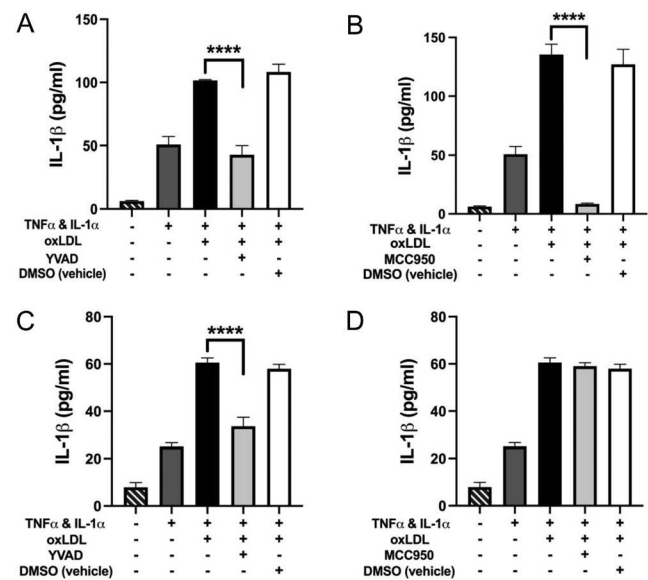 A
150
****
100
50
0
IL-1β (pg/ml)
TNFα & IL-1α - + + + +
oxLDL - - + + +
YVAD - - - + -
DMSO (vehicle) - - - - +
B
****
150
100
50
0
IL-1β (pg/ml)
TNFα & IL-1α - + + + +
oxLDL - - + + +
MCC950 - - - + -
DMSO (vehicle) - - - - +
C
80
****
60
40
20
0
IL-1β (pg/ml)
TNFα & IL-1α - + + + +
oxLDL - - + + +
YVAD - - - + -
DMSO (vehicle) - - - - +
D
80
60
40
20
0
IL-1β (pg/ml)
TNFα & IL-1α - + + + +
oxLDL - - + + +
MCC950 - - - + -
DMSO (vehicle) - - - - +